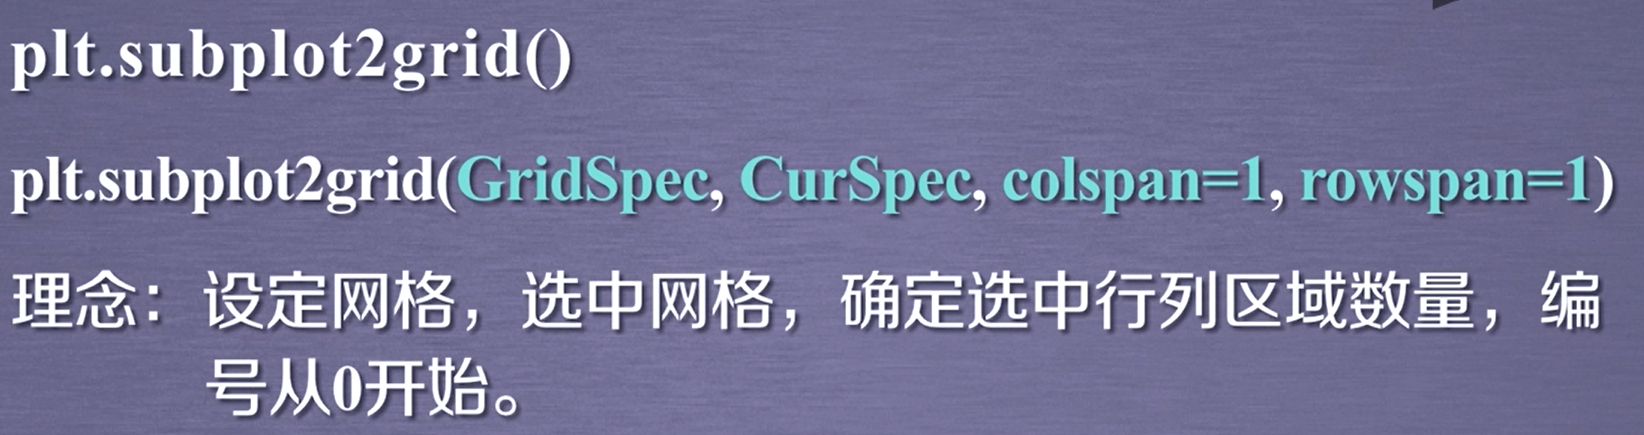 plt.subplot2grid()
plt.subplot2grid(GridSpec, CurSpec, colspan=1, rowspan=1)
理念：设定网格，选中网格，确定选中行列区域数量，编
号从0开始。